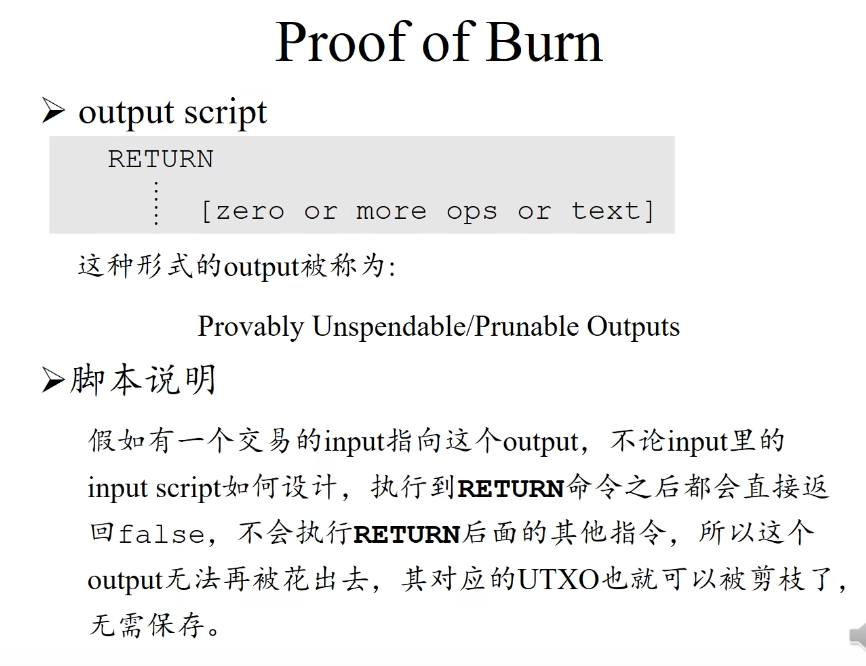 Proof of Burn
➢ output script
RETURN
[zero or more ops or text]
这种形式的output被称为:
Provably Unspendable/Prunable Outputs
➢脚本说明
假如有一个交易的input指向这个output，不论input里的
input script如何设计，执行到RETURN命令之后都会直接返
回false，不会执行RETURN后面的其他指令，所以这个
output无法再被花出去，其对应的UTXO也就可以被剪枝了，
无需保存。